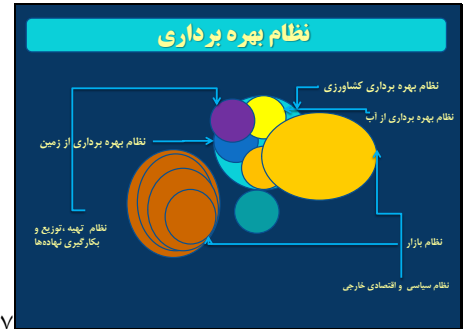 نظام بهره برداری
نظام بهره برداری کشاورزی
نظام بهره برداری از آب
نظام بهره برداری از زمین
نظام تهیه ،توزیع و
بکارگیری نهاده‌ها
نظام بازار
نظام سیاسی و اقتصادی خارجی
۷